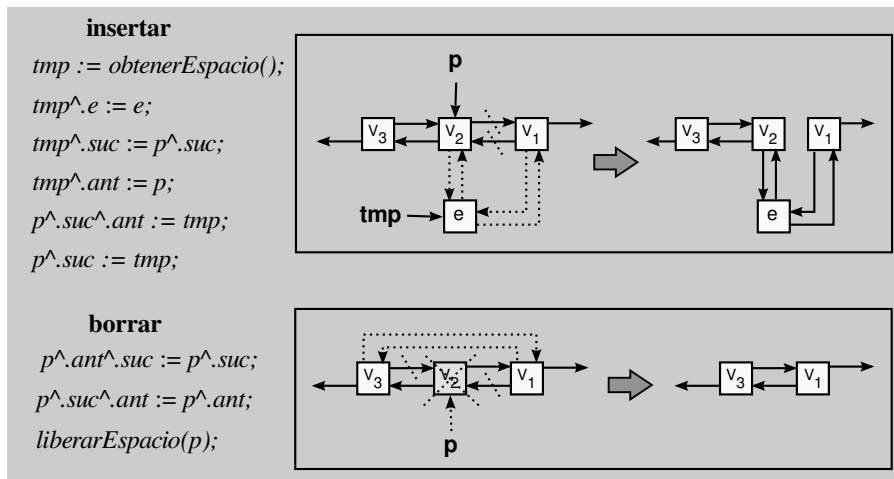 insertar
tmp := obtenerEspacio();
tmp^.e := e;
tmp^.suc := p^.suc;
tmp^.ant := p;
p^.suc^.ant := tmp;
p^.suc := tmp;
p
v3 v2 v1
tmp e
v3 v2 v1
e
borrar
p^.ant^.suc := p^.suc;
p^.suc^.ant := p^.ant;
liberarEspacio(p);
v3 v2 v1
p
v3 v1